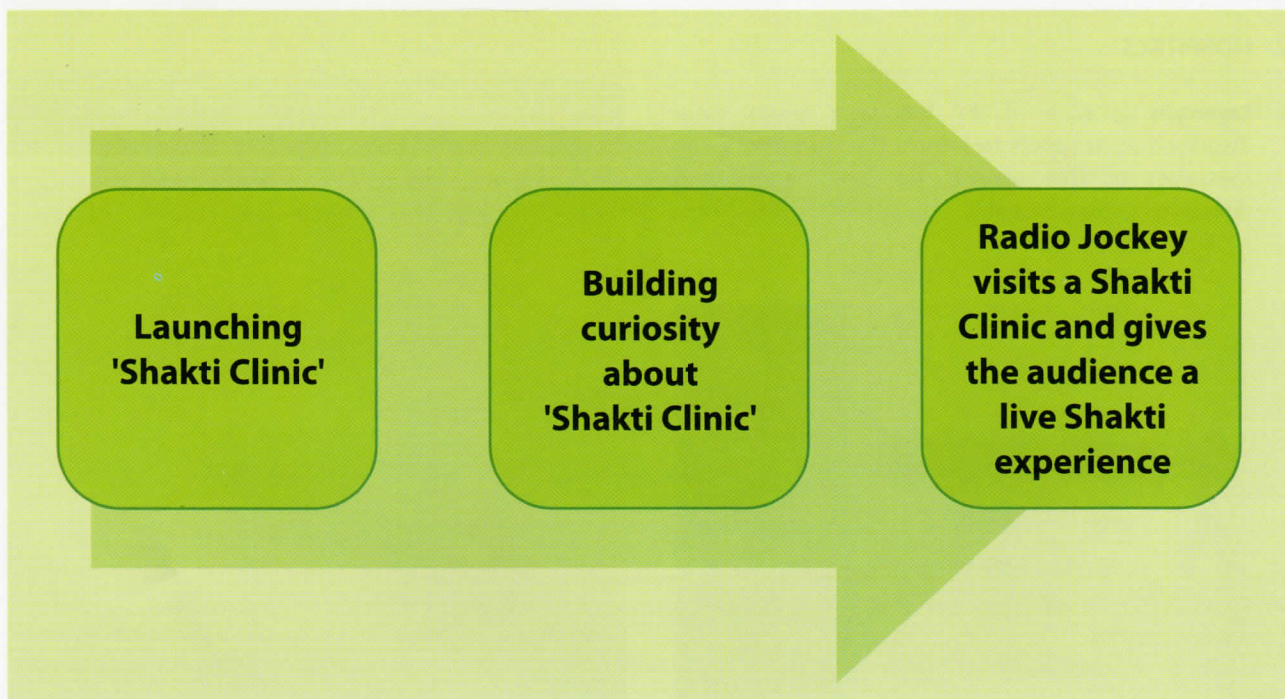 Launching
'Shakti Clinic'
Building
curiosity
about
'Shakti Clinic'
Radio Jockey
visits a Shakti
Clinic and gives
the audience a
live Shakti
experience